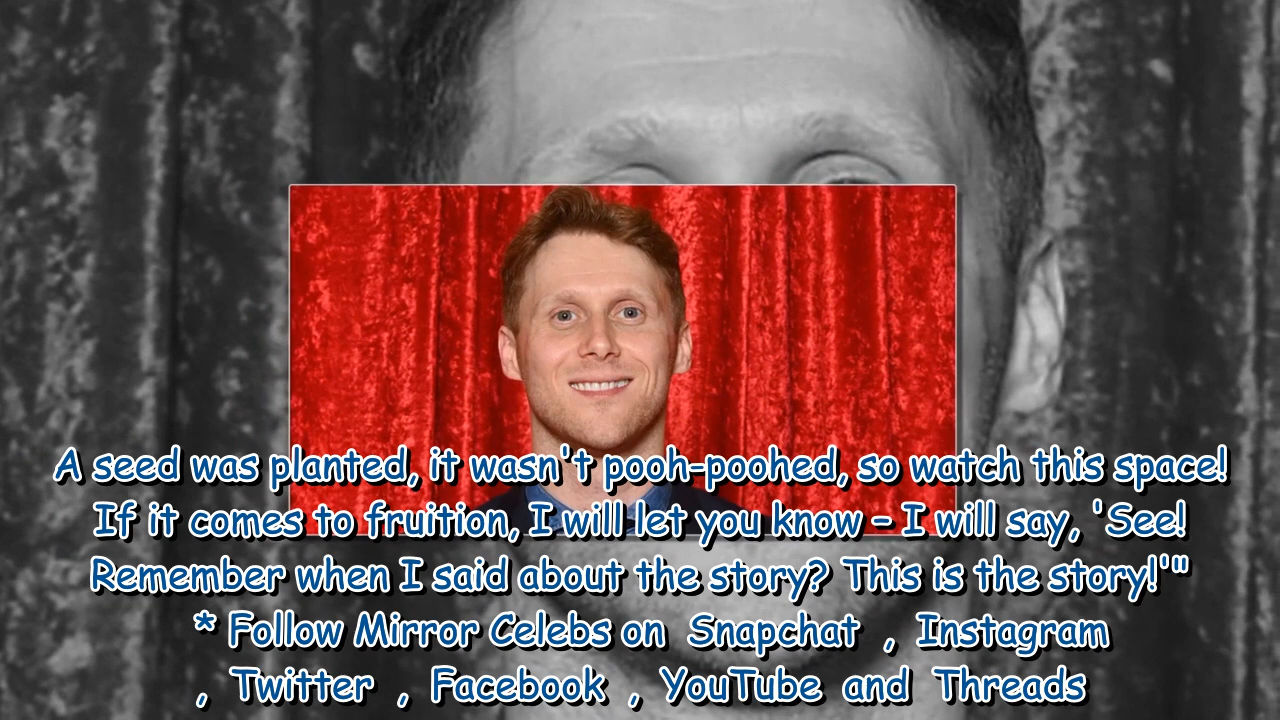 A seed was planted, it wasn't pooh-poohed, so watch this space!
If it comes to fruition, I will let you know – I will say, 'See!
Remember when I said about the story? This is the story!'"
* Follow Mirror Celebs on Snapchat , Instagram
, Twitter , Facebook , YouTube and Threads